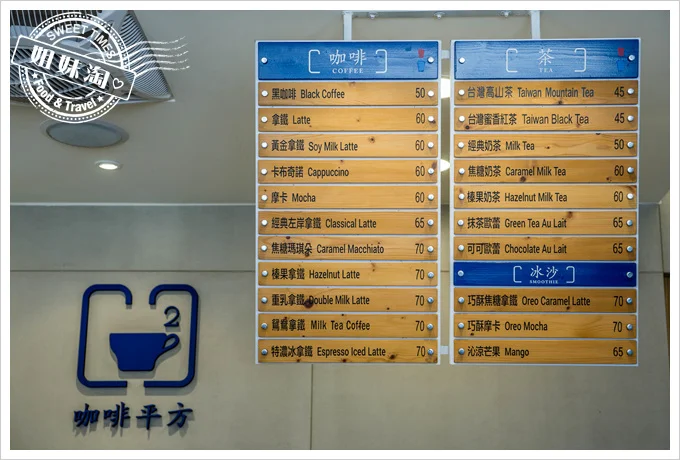 SWEET TIMES
姐妹淘
Food & Travel
咖啡
COFFEE
黑咖啡 Black Coffee 50
拿鐵 Latte 60
黃金拿鐵 Soy Milk Latte 60
卡布奇諾 Cappuccino 60
摩卡 Mocha 60
經典左岸拿鐵 Classical Latte 65
焦糖瑪琪朵 Caramel Macchiato 70
榛果拿鐵 Hazelnut Latte 70
重乳拿鐵 Double Milk Latte 70
鴛鴦拿鐵 Milk Tea Coffee 70
特濃冰拿鐵 Espresso Iced Latte 70
茶
TEA
台灣高山茶 Taiwan Mountain Tea 45
台灣蜜香紅茶 Taiwan Black Tea 45
經典奶茶 Milk Tea 50
焦糖奶茶 Caramel Milk Tea 60
榛果奶茶 Hazelnut Milk Tea 60
抹茶歐蕾 Green Tea Au Lait 65
可可歐蕾 Chocolate Au Lait 65
冰沙
SMOOTHIE
巧酥焦糖拿鐵 Oreo Caramel Latte 70
巧酥摩卡 Oreo Mocha 70
沁涼芒果 Mango 65
2
咖啡平方